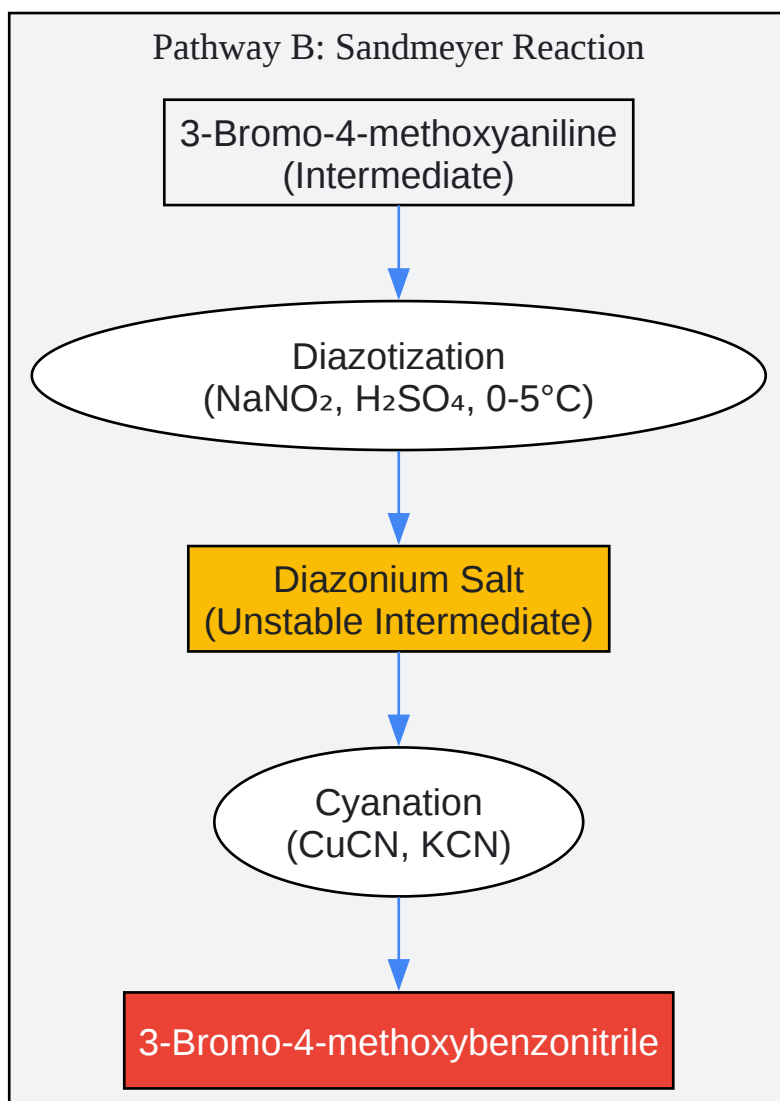 Pathway B: Sandmeyer Reaction
3-Bromo-4-methoxyaniline
(Intermediate)
Diazotization
(NaNO₂, H₂SO₄, 0-5°C)
Diazonium Salt
(Unstable Intermediate)
Cyanation
(CuCN, KCN)
3-Bromo-4-methoxybenzonitrile